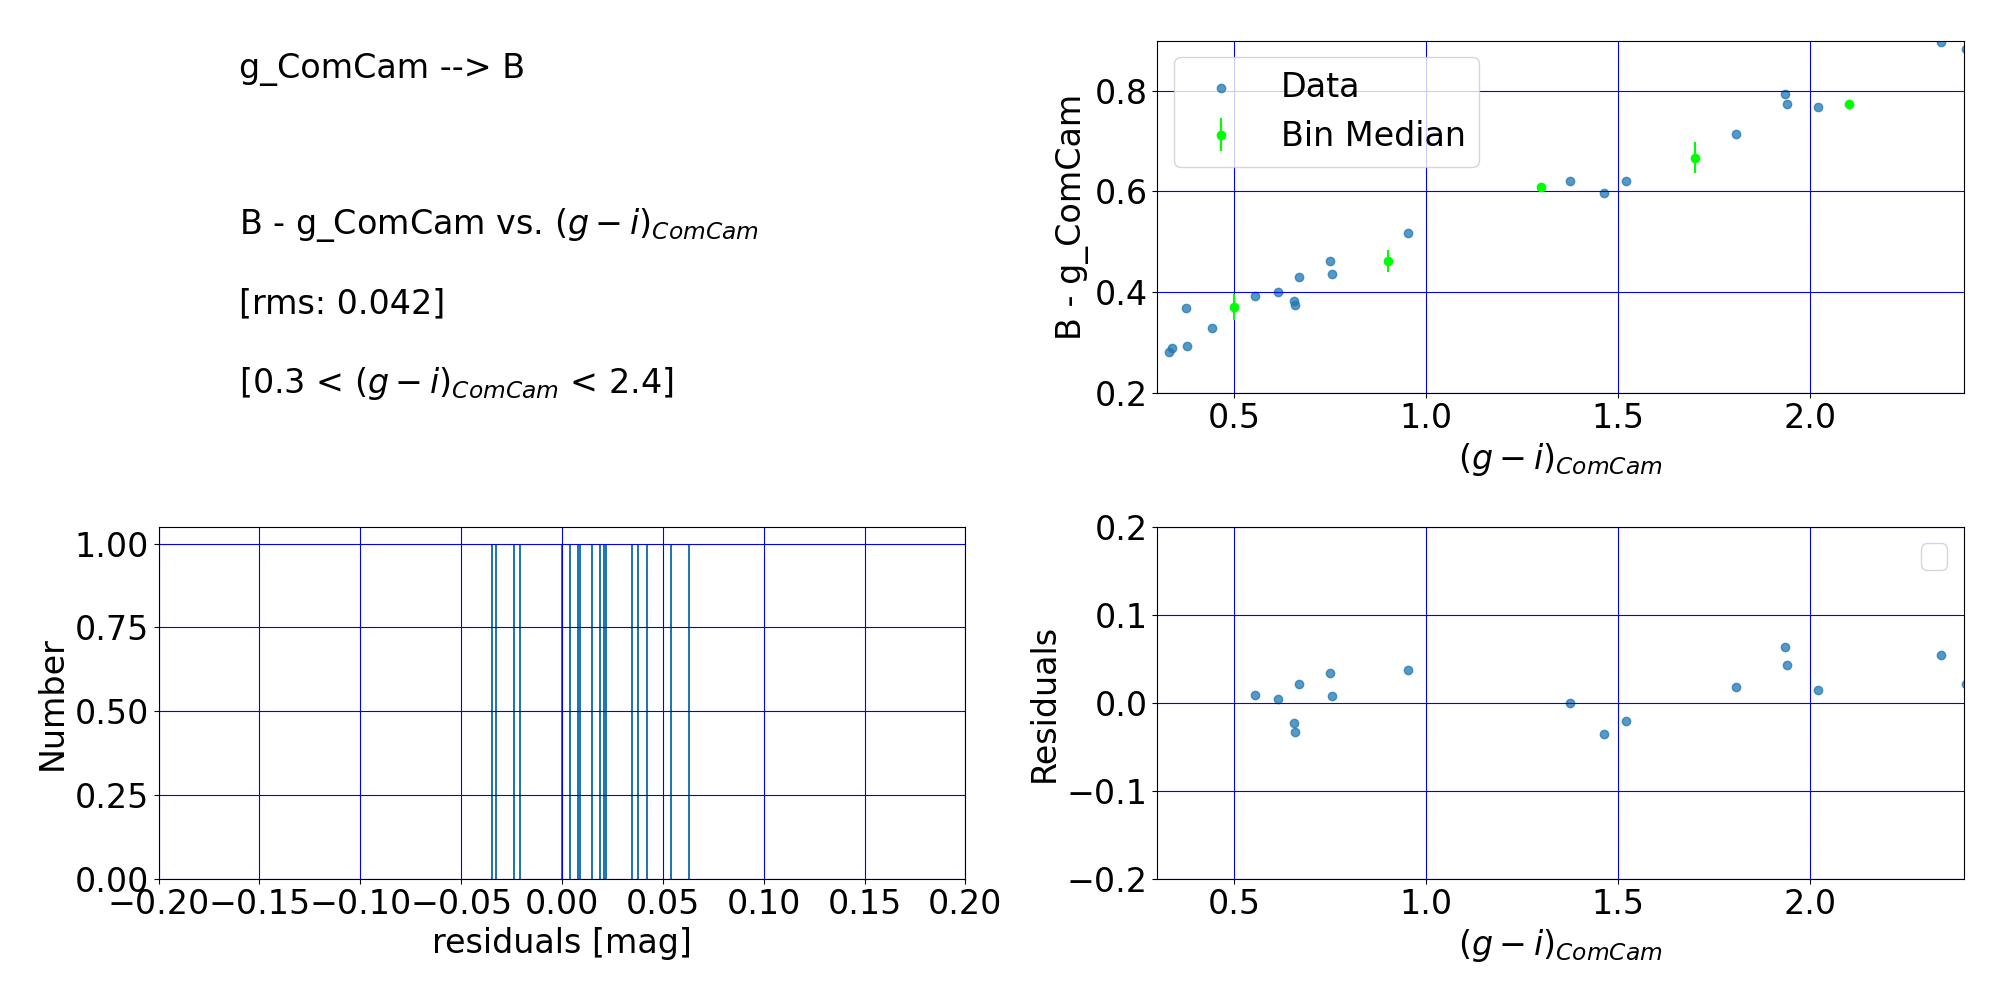 g_ComCam --> B
B - g_ComCam vs. (g − i)_ComCam
[rms: 0.042]
[0.3 < (g − i)_ComCam < 2.4]
Data
Bin Median
B - g_ComCam
0.8
0.6
0.4
0.2
0.5 1.0 1.5 2.0
(g − i)_ComCam
Number
1.00
0.75
0.50
0.25
0.00
−0.20 −0.15 −0.10 −0.05 0.00 0.05 0.10 0.15 0.20
residuals [mag]
Residuals
0.2
0.1
0.0
−0.1
−0.2
0.5 1.0 1.5 2.0
(g − i)_ComCam